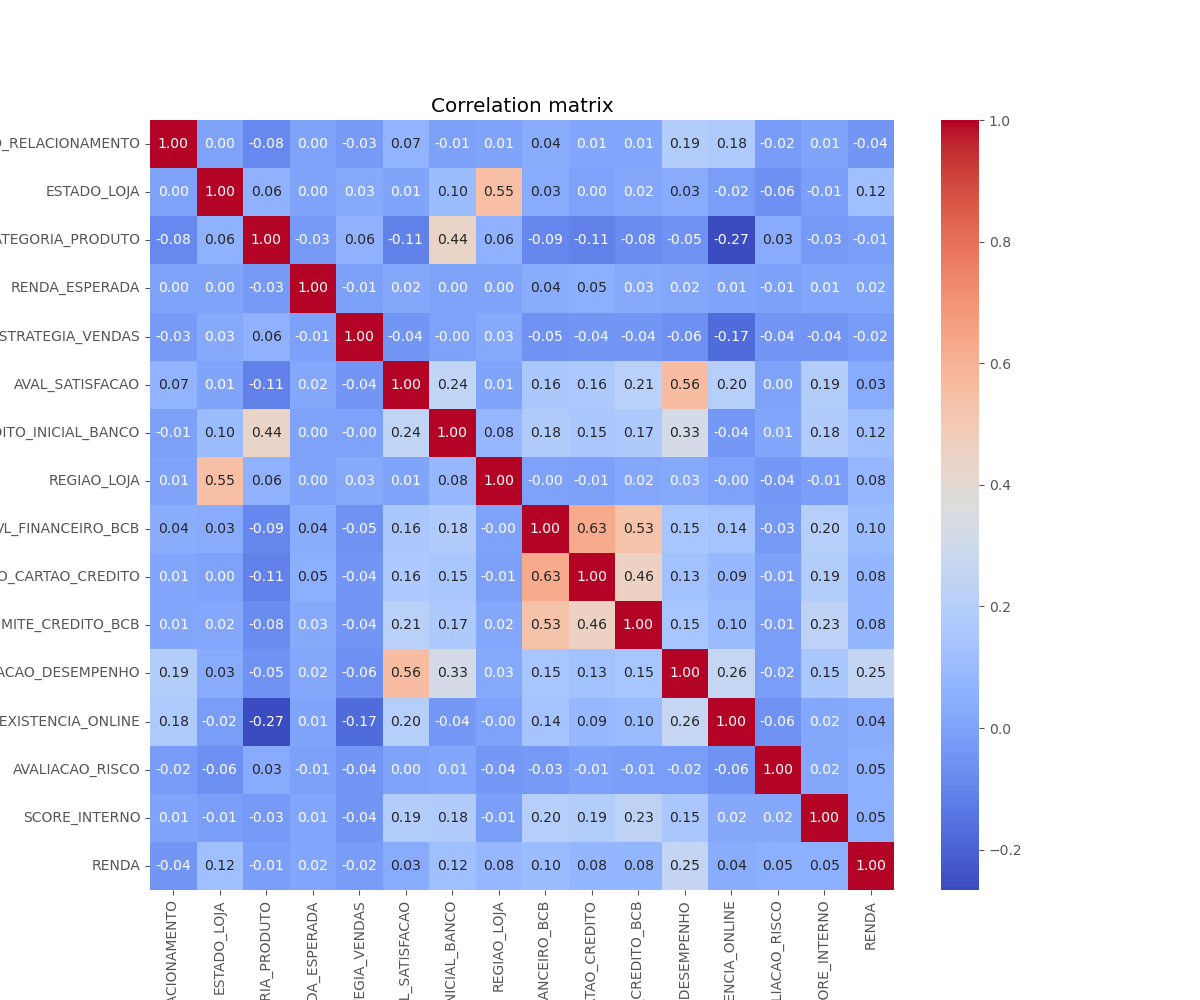 Correlation matrix
O_RELACIONAMENTO 1.00 0.00 -0.08 0.00 -0.03 0.07 -0.01 0.01 0.04 0.01 0.01 0.19 0.18 -0.02 0.01 -0.04
ESTADO_LOJA 0.00 1.00 0.06 0.00 0.03 0.01 0.10 0.55 0.03 0.00 0.02 0.03 -0.02 -0.06 -0.01 0.12
ATEGORIA_PRODUTO -0.08 0.06 1.00 -0.03 0.06 -0.11 0.44 0.06 -0.09 -0.11 -0.08 -0.05 -0.27 0.03 -0.03 -0.01
RENDA_ESPERADA 0.00 0.00 -0.03 1.00 -0.01 0.02 0.00 0.00 0.04 0.05 0.03 0.02 0.01 -0.01 0.01 0.02
STRATEGIA_VENDAS -0.03 0.03 0.06 -0.01 1.00 -0.04 -0.00 0.03 -0.05 -0.04 -0.04 -0.06 -0.17 -0.04 -0.04 -0.02
AVAL_SATISFACAO 0.07 0.01 -0.11 0.02 -0.04 1.00 0.24 0.01 0.16 0.16 0.21 0.56 0.20 0.00 0.19 0.03
DITO_INICIAL_BANCO -0.01 0.10 0.44 0.00 -0.00 0.24 1.00 0.08 0.18 0.15 0.17 0.33 -0.04 0.01 0.18 0.12
REGIAO_LOJA 0.01 0.55 0.06 0.00 0.03 0.01 0.08 1.00 -0.00 -0.01 0.02 0.03 -0.00 -0.04 -0.01 0.08
VL_FINANCEIRO_BCB 0.04 0.03 -0.09 0.04 -0.05 0.16 0.18 -0.00 1.00 0.63 0.53 0.15 0.14 -0.03 0.20 0.10
O_CARTAO_CREDITO 0.01 0.00 -0.11 0.05 -0.04 0.16 0.15 -0.01 0.63 1.00 0.46 0.13 0.09 -0.01 0.19 0.08
MITE_CREDITO_BCB 0.01 0.02 -0.08 0.03 -0.04 0.21 0.17 0.02 0.53 0.46 1.00 0.15 0.10 -0.01 0.23 0.08
ACAO_DESEMPENHO 0.19 0.03 -0.05 0.02 -0.06 0.56 0.33 0.03 0.15 0.13 0.15 1.00 0.26 -0.02 0.15 0.25
EXISTENCIA_ONLINE 0.18 -0.02 -0.27 0.01 -0.17 0.20 -0.04 -0.00 0.14 0.09 0.10 0.26 1.00 -0.06 0.02 0.04
AVALIACAO_RISCO -0.02 -0.06 0.03 -0.01 -0.04 0.00 0.01 -0.04 -0.03 -0.01 -0.01 -0.02 -0.06 1.00 0.02 0.05
SCORE_INTERNO 0.01 -0.01 -0.03 0.01 -0.04 0.19 0.18 -0.01 0.20 0.19 0.23 0.15 0.02 0.02 1.00 0.05
RENDA -0.04 0.12 -0.01 0.02 -0.02 0.03 0.12 0.08 0.10 0.08 0.08 0.25 0.04 0.05 0.05 1.00
ACIONAMENTO
ESTADO_LOJA
RIA_PRODUTO
DA_ESPERADA
EGIA_VENDAS
L_SATISFACAO
NICIAL_BANCO
REGIAO_LOJA
ANCEIRO_BCB
TAO_CREDITO
CREDITO_BCB
DESEMPENHO
ENCIA_ONLINE
LIACAO_RISCO
ORE_INTERNO
RENDA
1.0
0.8
0.6
0.4
0.2
0.0
−0.2